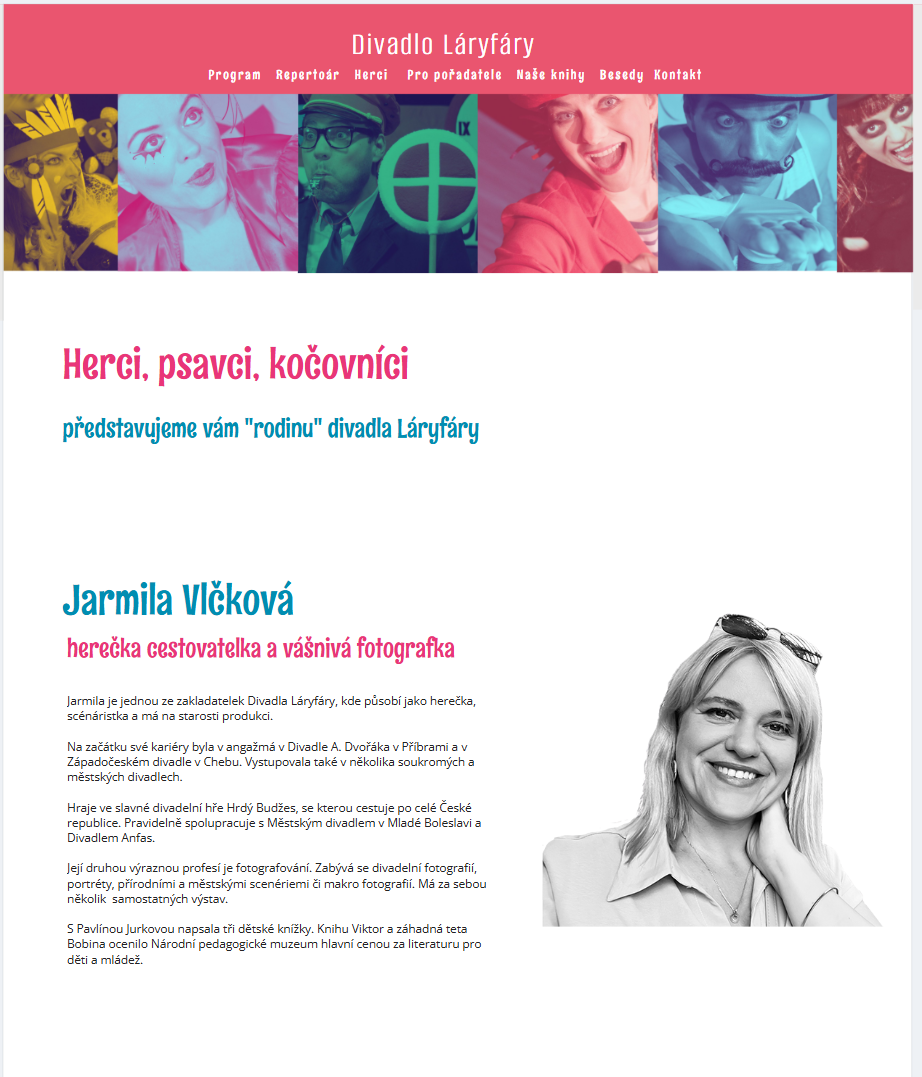 Divadlo Láryfáry
Program Repertoár Herci Pro pořadatele Naše knihy Besedy Kontakt
IX
Herci, psavci, kočovníci
představujeme vám "rodinu" divadla Láryfáry
Jarmila Vlčková
herečka cestovatelka a vášnivá fotografka
Jarmila je jednou ze zakladatelek Divadla Láryfáry, kde působí jako herečka,
scénáristka a má na starosti produkci.
Na začátku své kariéry byla v angažmá v Divadle A. Dvořáka v Příbrami a v
Západočeském divadle v Chebu. Vystupovala také v několika soukromých a
městských divadlech.
Hraje ve slavné divadelní hře Hrdý Budžes, se kterou cestuje po celé České
republice. Pravidelně spolupracuje s Městským divadlem v Mladé Boleslavi a
Divadlem Anfas.
Její druhou výraznou profesí je fotografování. Zabývá se divadelní fotografií,
portréty, přírodními a městskými scenériemi či makro fotografií. Má za sebou
několik samostatných výstav.
S Pavlínou Jurkovou napsala tři dětské knížky. Knihu Viktor a záhadná teta
Bobina ocenilo Národní pedagogické muzeum hlavní cenou za literaturu pro
děti a mládež.